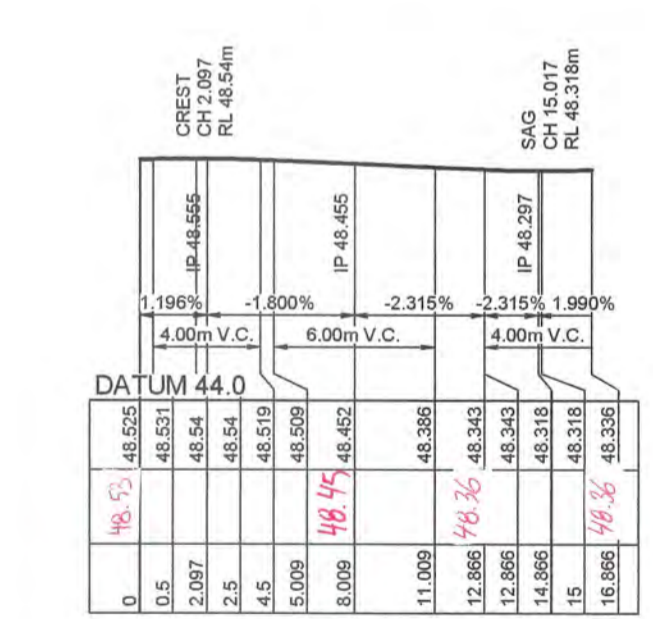 CREST
CH 2.097
RL 48.54m
SAG
CH 15.017
RL 48.318m
IP 48.555
IP 48.455
IP 48.297
1.196% -1.800% -2.315% -2.315% 1.990%
4.00m V.C. 6.00m V.C. 4.00m V.C.
DATUM 44.0
48.525 48.531 48.54 48.54 48.519 48.509 48.452 48.386 48.343 48.343 48.318 48.318 48.336
48.53 48.45 48.36 48.36
0 0.5 2.097 2.5 4.5 5.009 8.009 11.009 12.866 12.866 14.866 15 16.866